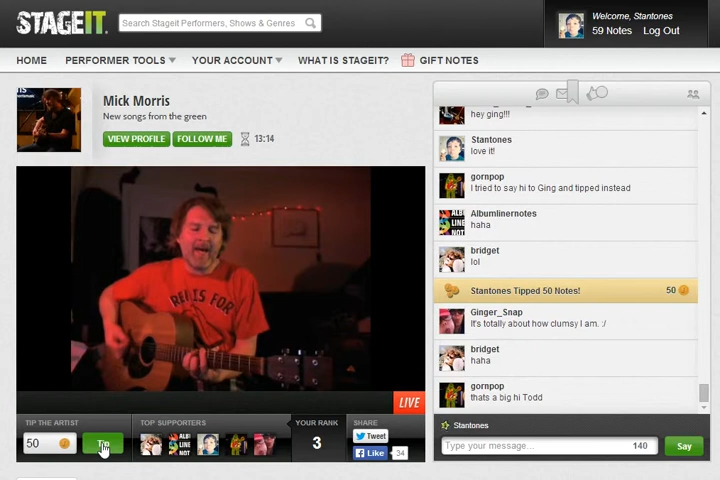 STAGEIT.
Search Stageit Performers, Shows & Genres
Welcome, Stantones
59 Notes Log Out
HOME PERFORMER TOOLS YOUR ACCOUNT WHAT IS STAGEIT? GIFT NOTES
Mick Morris
New songs from the green
VIEW PROFILE FOLLOW ME 13:14
hey ging!!!
Stantones
love it!
gornpop
I tried to say hi to Ging and tipped instead
Albumlinernotes
haha
bridget
lol
Stantones Tipped 50 Notes! 50
Ginger_Snap
It's totally about how clumsy I am. :/
bridget
haha
gornpop
thats a big hi Todd
LIVE
TIP THE ARTIST
50 Tip
TOP SUPPORTERS
YOUR RANK
3
SHARE
Tweet
Like 34
Stantones
Type your message... 140 Say